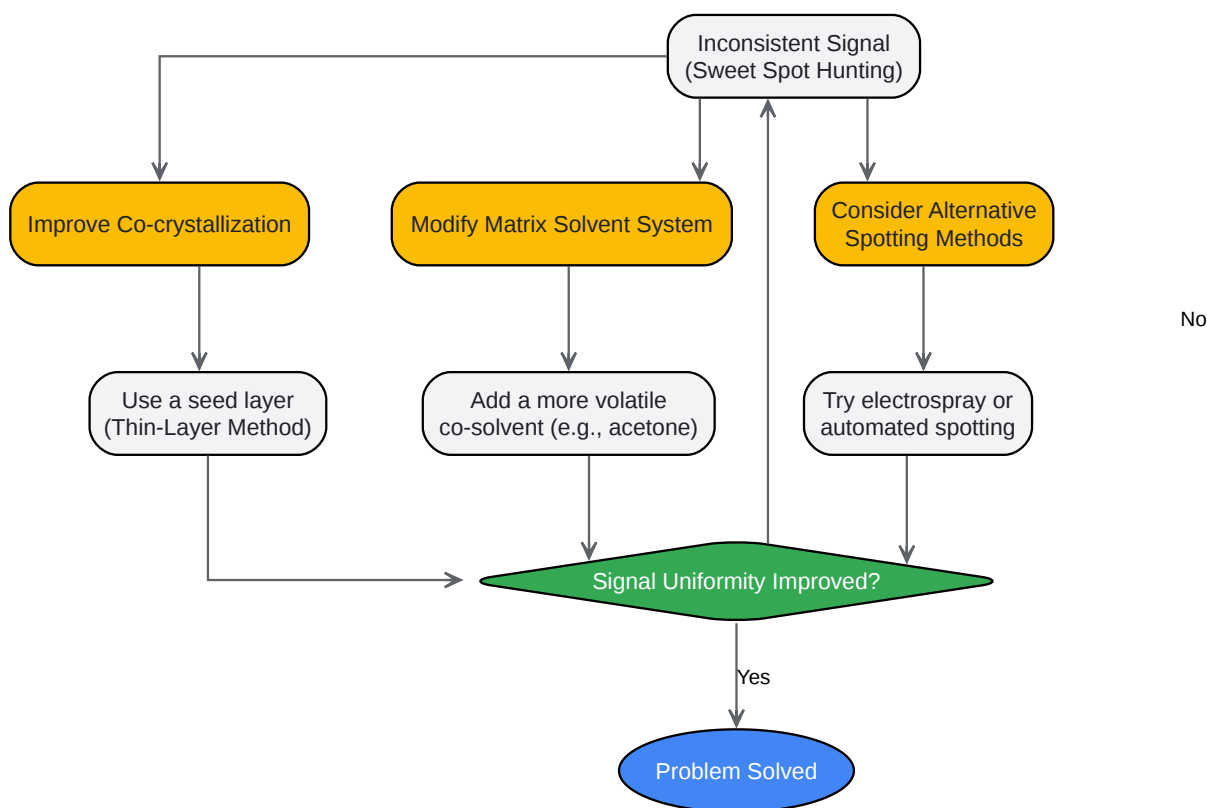 Inconsistent Signal
(Sweet Spot Hunting)
Improve Co-crystallization
Modify Matrix Solvent System
Consider Alternative
Spotting Methods
No
Use a seed layer
(Thin-Layer Method)
Add a more volatile
co-solvent (e.g., acetone)
Try electrospray or
automated spotting
Signal Uniformity Improved?
Yes
Problem Solved